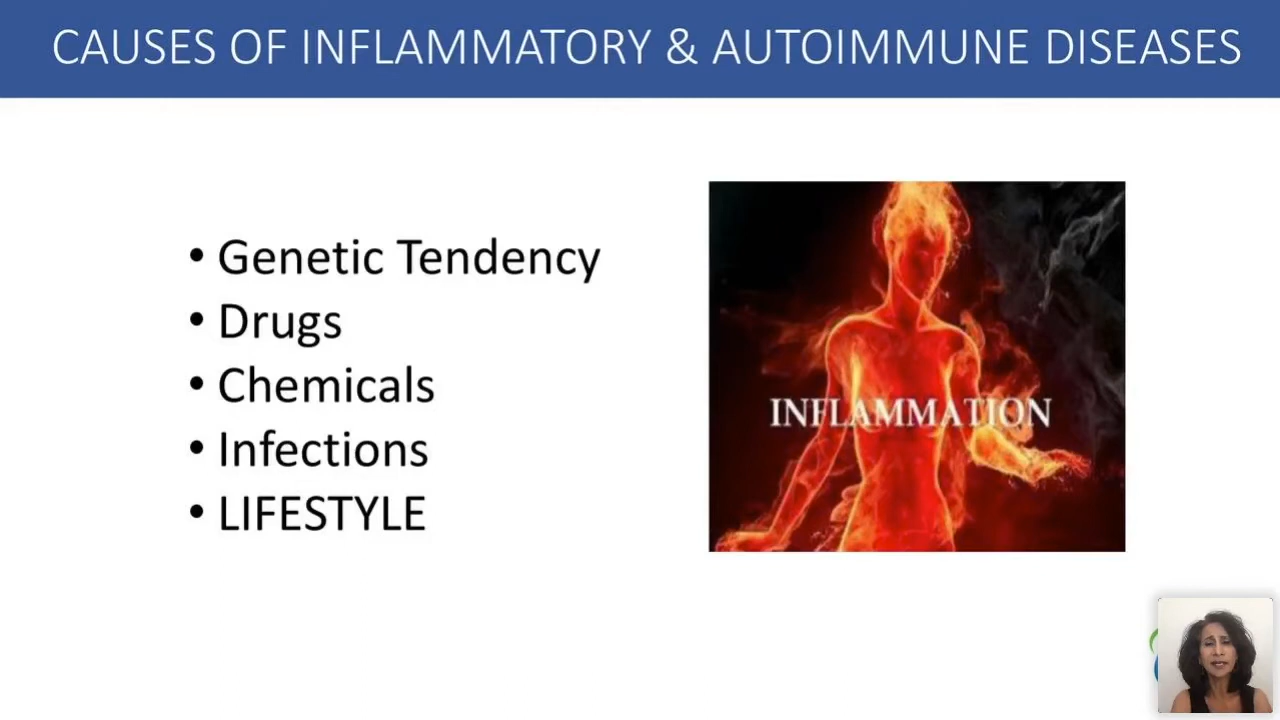 CAUSES OF INFLAMMATORY & AUTOIMMUNE DISEASES
• Genetic Tendency
• Drugs
• Chemicals
• Infections
• LIFESTYLE
INFLAMMATION